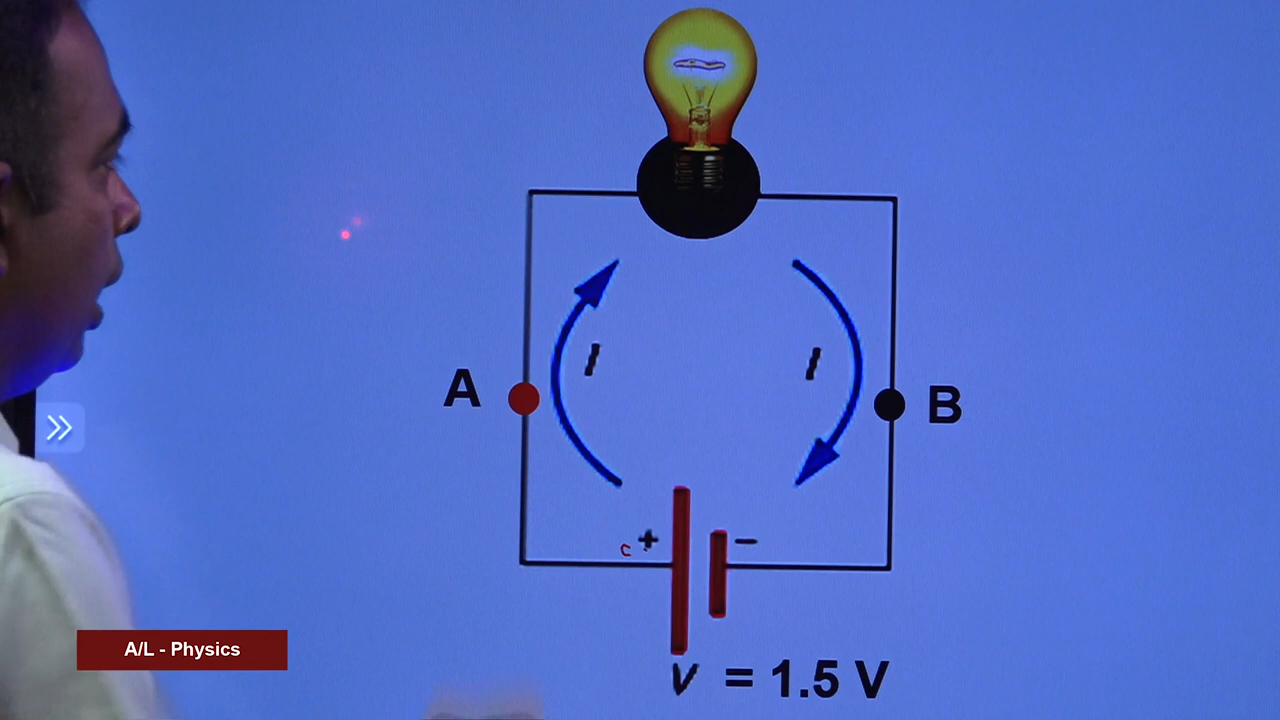 I
I
A
B
c + −
V = 1.5 V
A/L - Physics